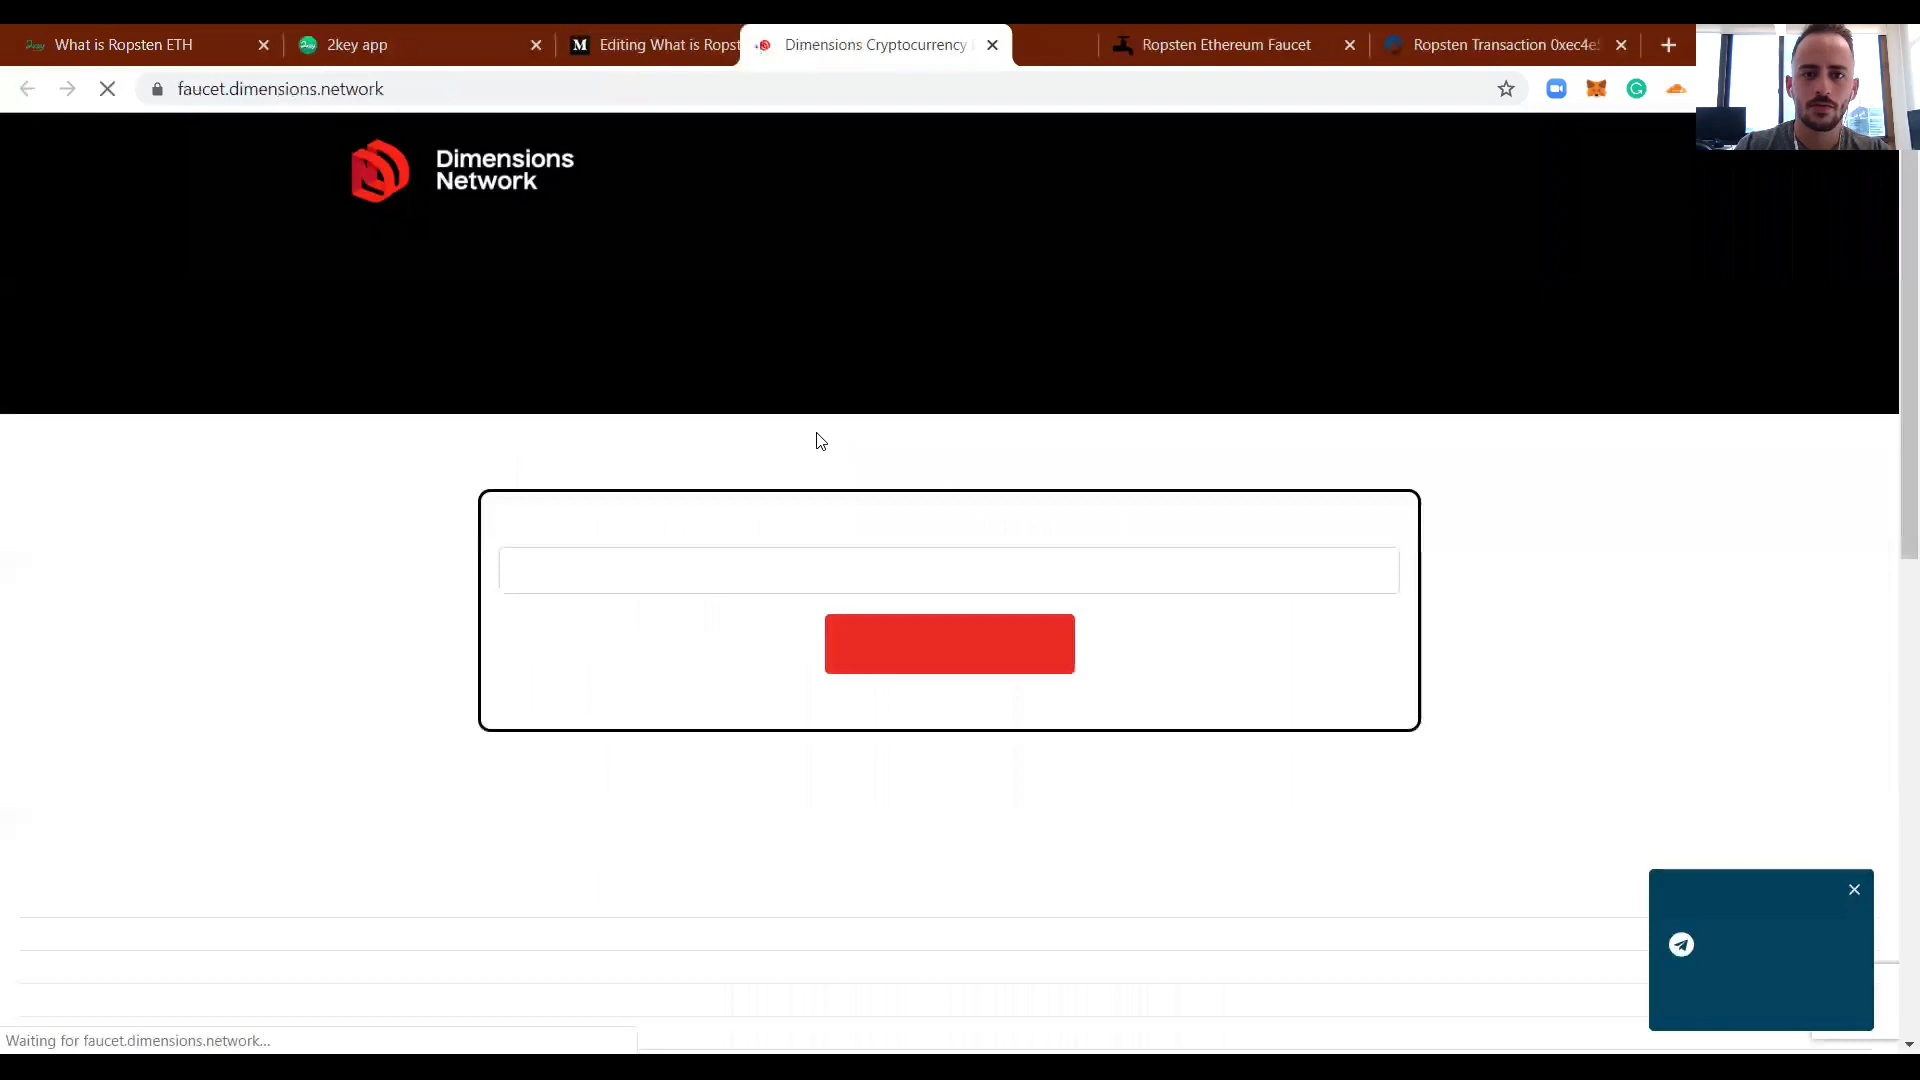 What is Ropsten ETH
2key app
Editing What is Ropst
Dimensions Cryptocurrency
Ropsten Ethereum Faucet
Ropsten Transaction 0xec4e
faucet.dimensions.network
Dimensions
Network
Waiting for faucet.dimensions.network...